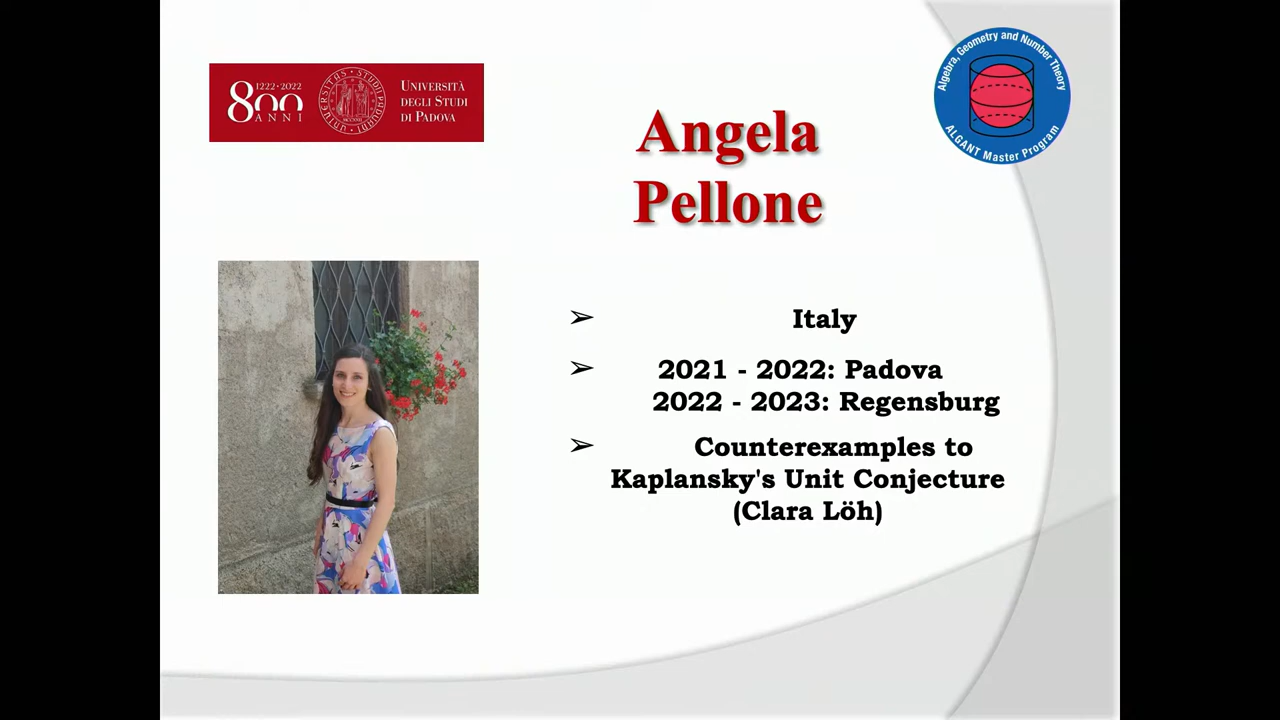 1222·2022
800
ANNI
UNIVERSITÀ
DEGLI STUDI
DI PADOVA
Algebra, Geometry and Number Theory
ALGANT Master Program
Angela
Pellone
➢ Italy
➢ 2021 - 2022: Padova
2022 - 2023: Regensburg
➢ Counterexamples to
Kaplansky's Unit Conjecture
(Clara Löh)